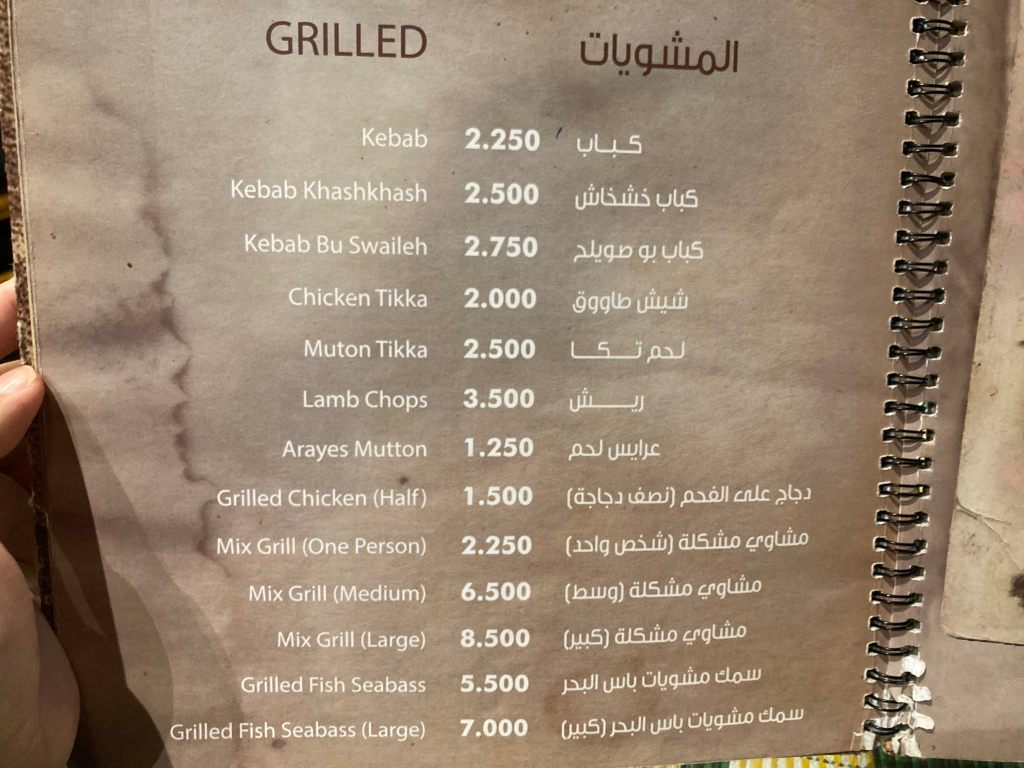 GRILLED المشويات
Kebab 2.250 كباب
Kebab Khashkhash 2.500 كباب خشخاش
Kebab Bu Swaileh 2.750 كباب بو صويلح
Chicken Tikka 2.000 شيش طاووق
Muton Tikka 2.500 لحم تكا
Lamb Chops 3.500 ريش
Arayes Mutton 1.250 عرايس لحم
Grilled Chicken (Half) 1.500 دجاج على الفحم (نصف دجاجة)
Mix Grill (One Person) 2.250 مشاوي مشكلة (شخص واحد)
Mix Grill (Medium) 6.500 مشاوي مشكلة (وسط)
Mix Grill (Large) 8.500 مشاوي مشكلة (كبير)
Grilled Fish Seabass 5.500 سمك مشويات باس البحر
Grilled Fish Seabass (Large) 7.000 سمك مشويات باس البحر (كبير)